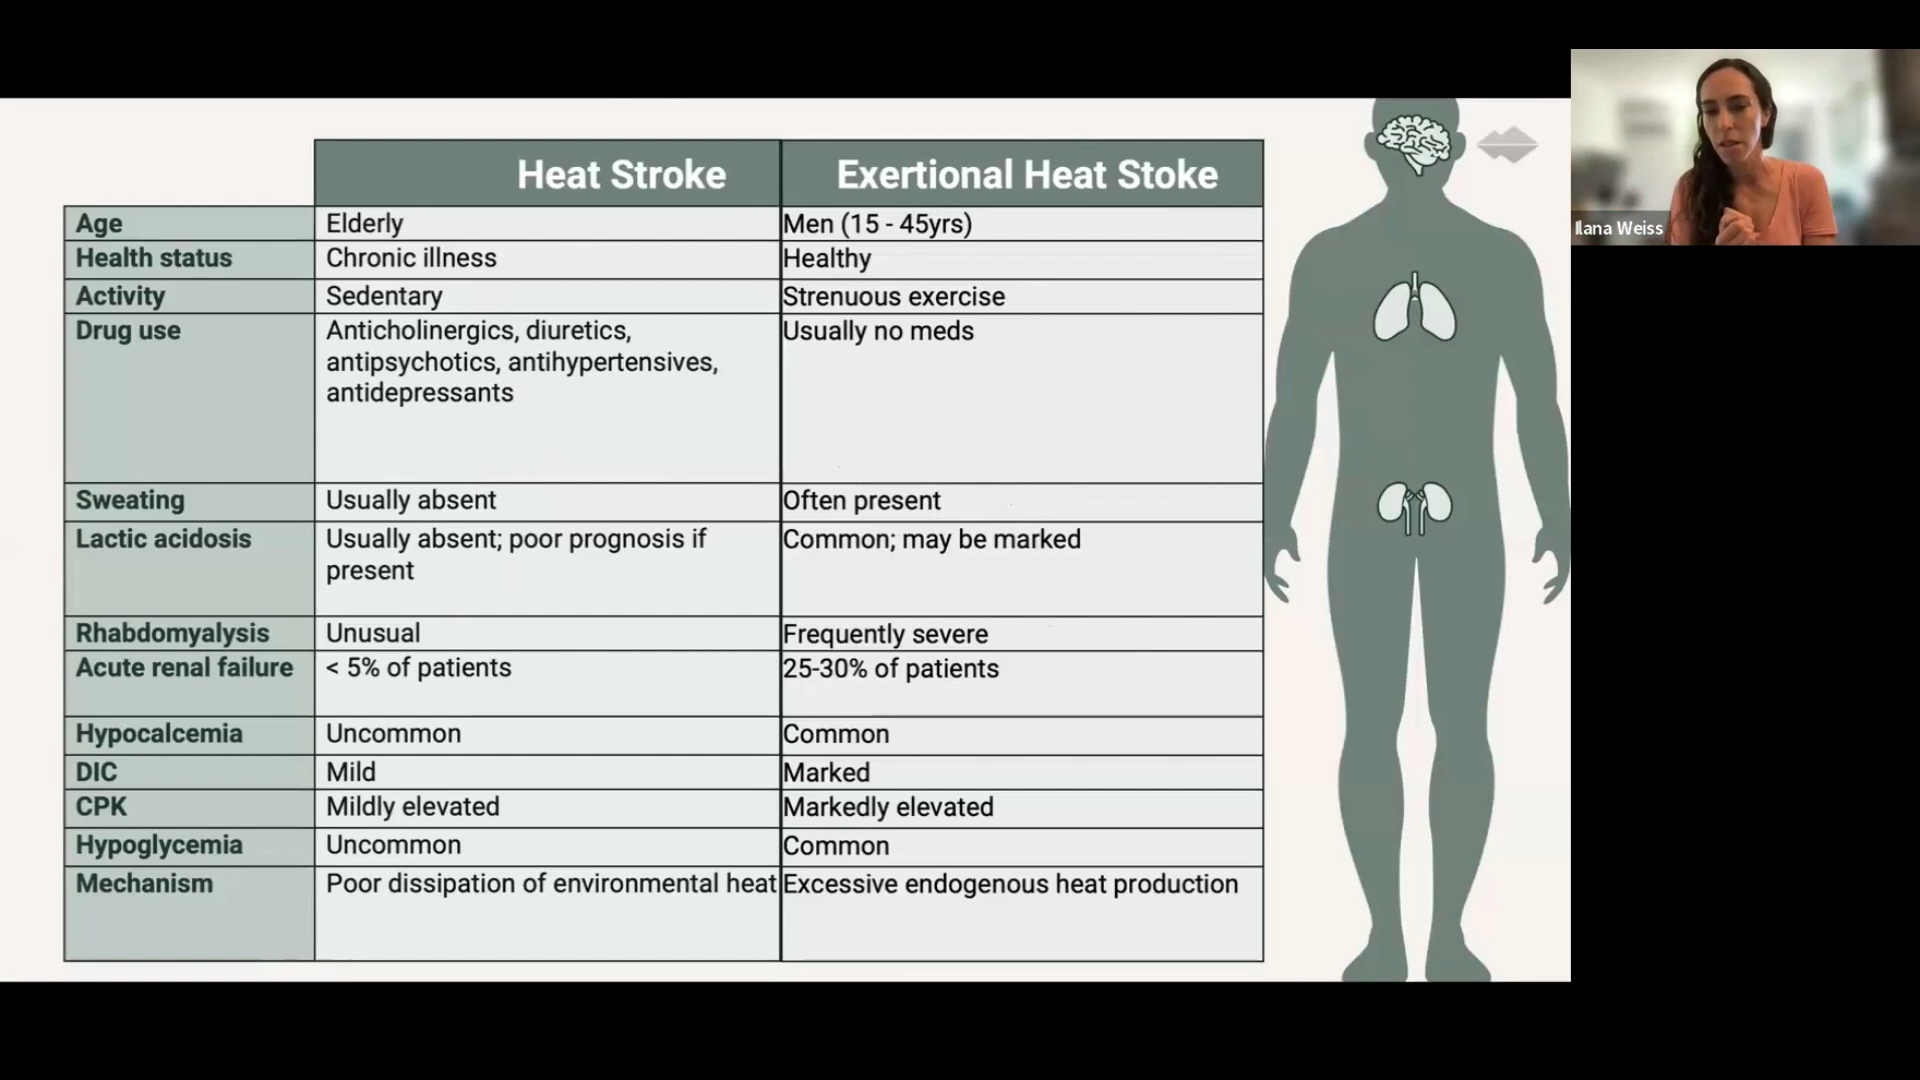 Heat Stroke Exertional Heat Stoke
Age Elderly Men (15 - 45yrs)
Health status Chronic illness Healthy
Activity Sedentary Strenuous exercise
Drug use Anticholinergics, diuretics, Usually no meds
antipsychotics, antihypertensives,
antidepressants
Sweating Usually absent Often present
Lactic acidosis Usually absent; poor prognosis if Common; may be marked
present
Rhabdomyalysis Unusual Frequently severe
Acute renal failure < 5% of patients 25-30% of patients
Hypocalcemia Uncommon Common
DIC Mild Marked
CPK Mildly elevated Markedly elevated
Hypoglycemia Uncommon Common
Mechanism Poor dissipation of environmental heat Excessive endogenous heat production
Ilana Weiss